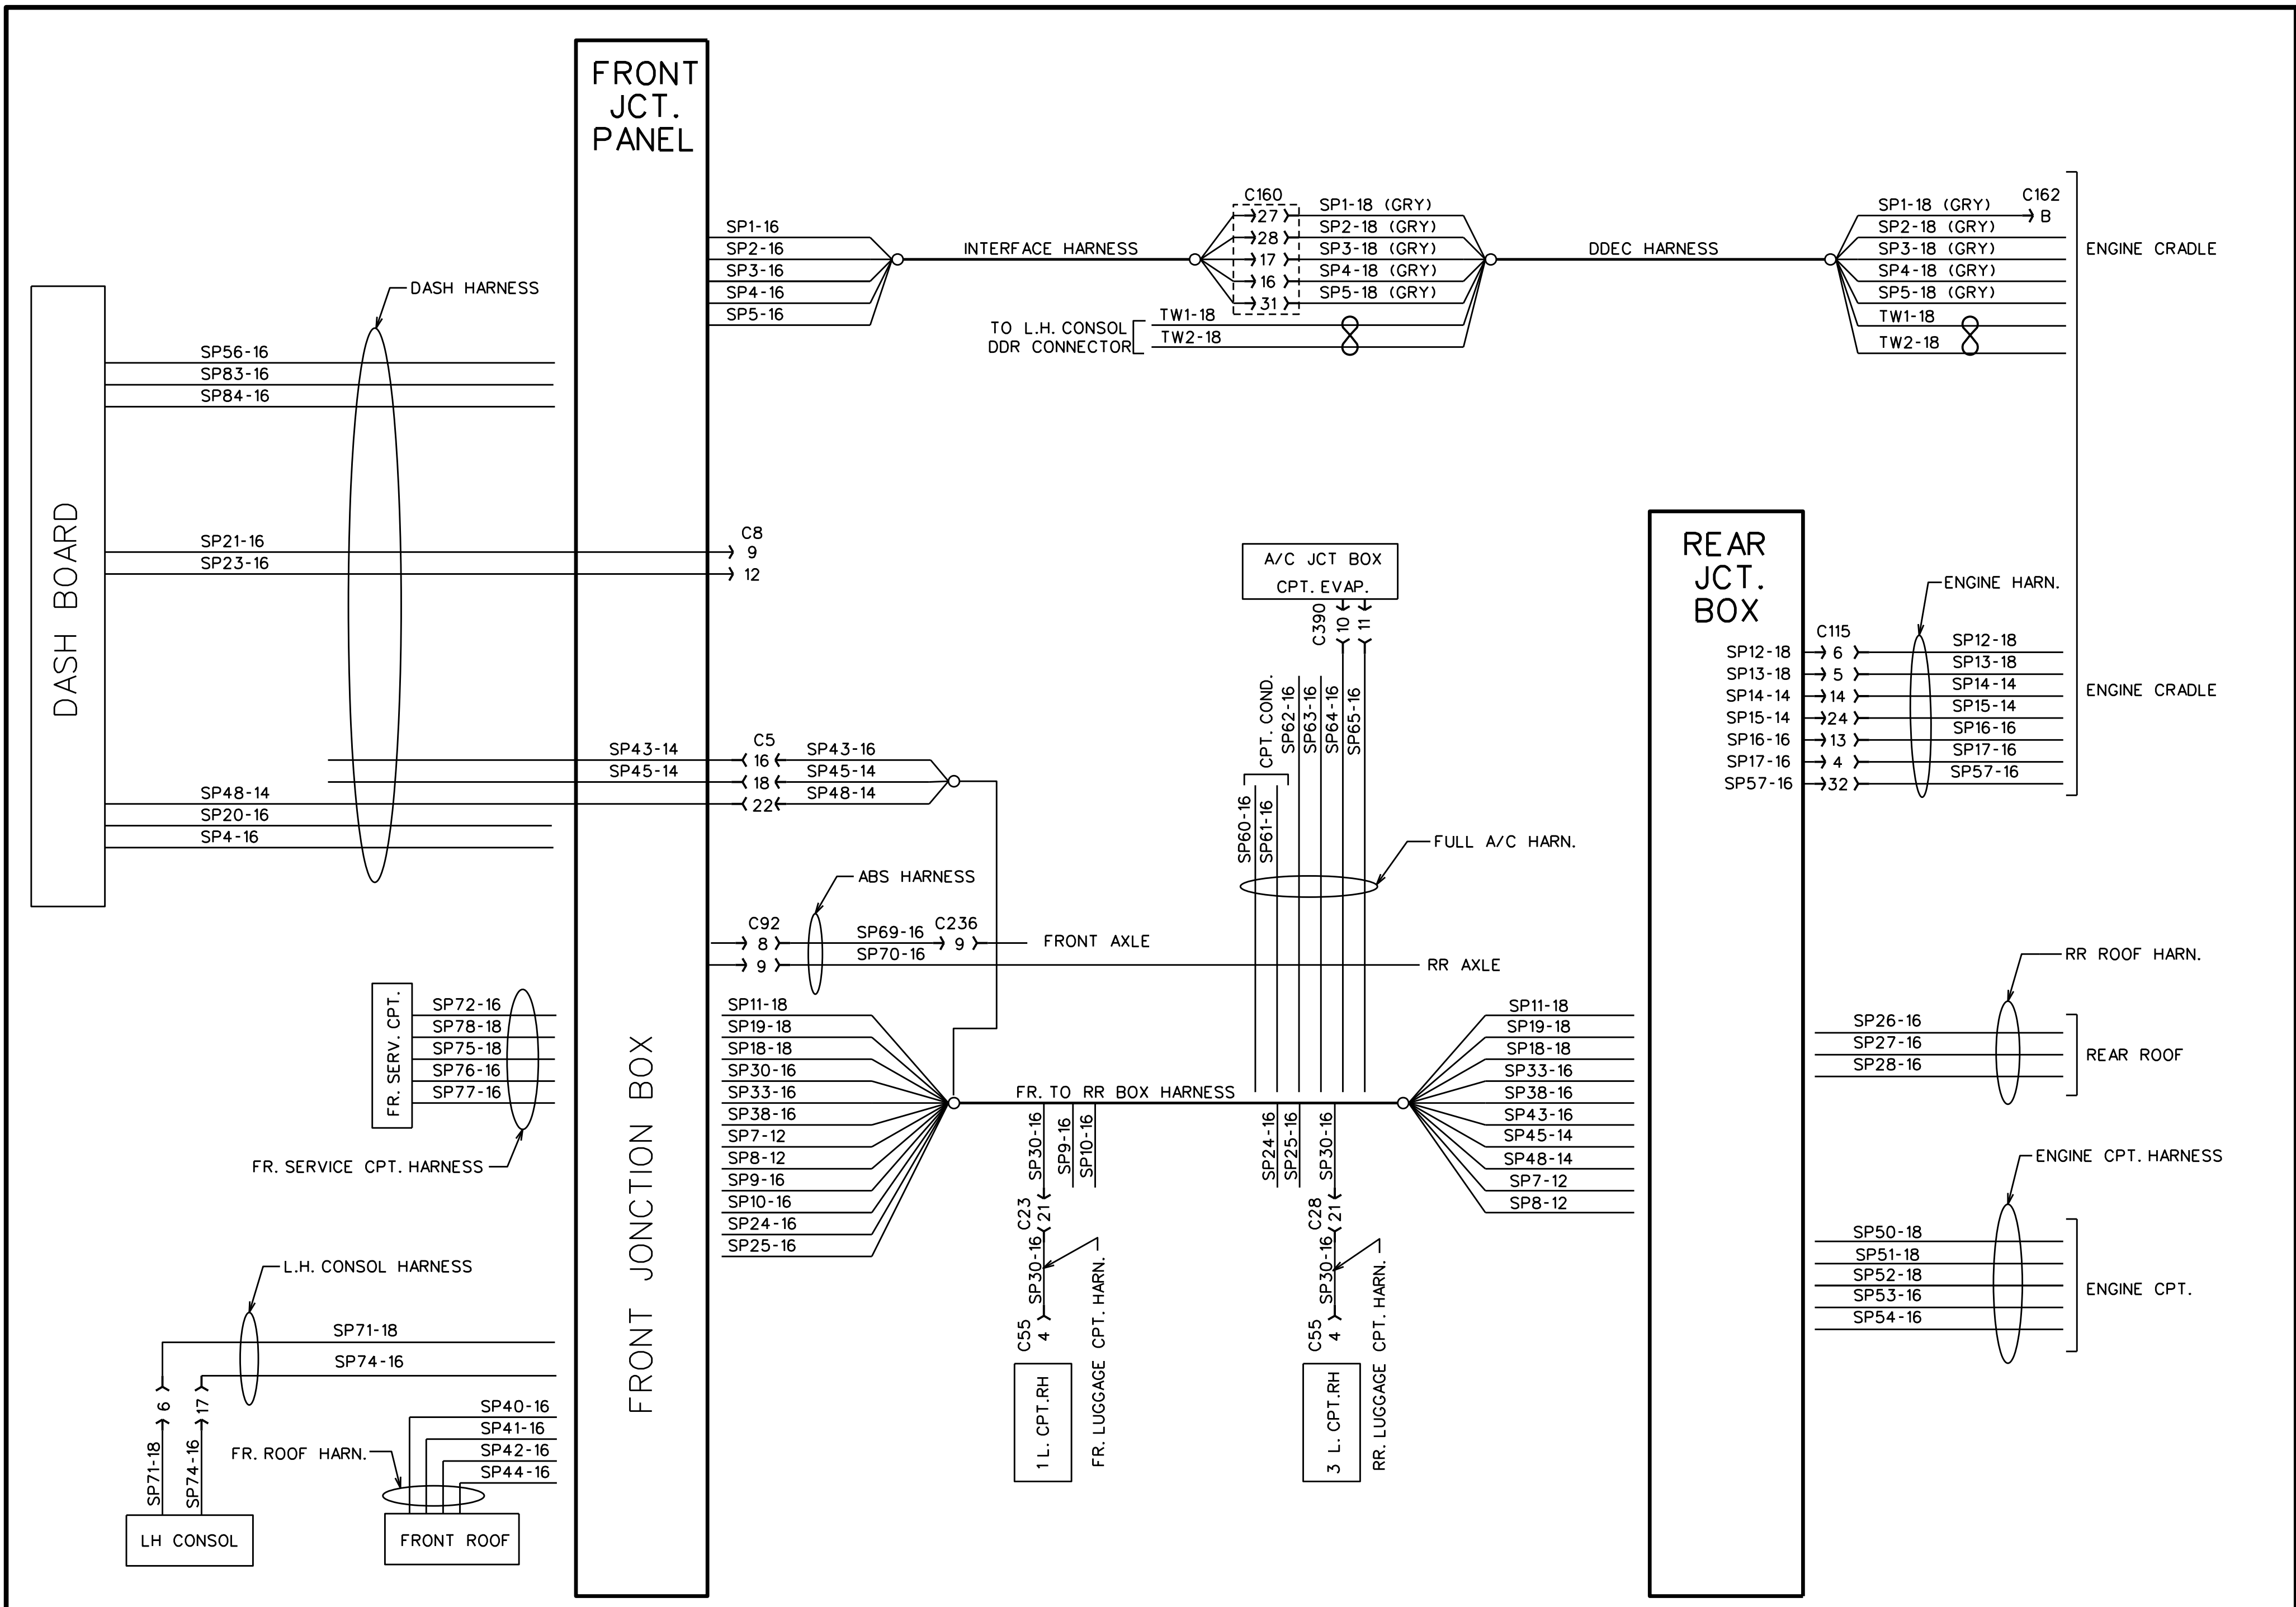 FRONT
JCT.
PANEL
FRONT JONCTION BOX
DASH BOARD
DASH HARNESS
SP56-16
SP83-16
SP84-16
SP21-16
SP23-16
SP48-14
SP20-16
SP4-16
SP43-14
SP45-14
C8
9
12
C5
16
18
22
SP43-16
SP45-14
SP48-14
SP1-16
SP2-16
SP3-16
SP4-16
SP5-16
INTERFACE HARNESS
C160
27
28
17
16
31
SP1-18 (GRY)
SP2-18 (GRY)
SP3-18 (GRY)
SP4-18 (GRY)
SP5-18 (GRY)
TO L.H. CONSOL
DDR CONNECTOR
TW1-18
TW2-18
DDEC HARNESS
SP1-18 (GRY)
SP2-18 (GRY)
SP3-18 (GRY)
SP4-18 (GRY)
SP5-18 (GRY)
TW1-18
TW2-18
C162
B
ENGINE CRADLE
A/C JCT BOX
CPT. EVAP.
C390
10
11
CPT. COND.
SP60-16
SP61-16
SP62-16
SP63-16
SP64-16
SP65-16
FULL A/C HARN.
REAR
JCT.
BOX
SP12-18
SP13-18
SP14-14
SP15-14
SP16-16
SP17-16
SP57-16
C115
6
5
14
24
13
4
32
ENGINE HARN.
SP12-18
SP13-18
SP14-14
SP15-14
SP16-16
SP17-16
SP57-16
ENGINE CRADLE
ABS HARNESS
C92
8
9
SP69-16
SP70-16
C236
9
FRONT AXLE
RR AXLE
FR. SERV. CPT.
SP72-16
SP78-18
SP75-18
SP76-16
SP77-16
FR. SERVICE CPT. HARNESS
SP11-18
SP19-18
SP18-18
SP30-16
SP33-16
SP38-16
SP7-12
SP8-12
SP9-16
SP10-16
SP24-16
SP25-16
FR. TO RR BOX HARNESS
SP30-16
SP9-16
SP10-16
C23
21
SP30-16
C55
4
1 L. CPT.RH
FR. LUGGAGE CPT. HARN.
SP24-16
SP25-16
SP30-16
C28
21
SP30-16
C55
4
3 L. CPT.RH
RR. LUGGAGE CPT. HARN.
SP11-18
SP19-18
SP18-18
SP33-16
SP38-16
SP43-16
SP45-14
SP48-14
SP7-12
SP8-12
RR ROOF HARN.
SP26-16
SP27-16
SP28-16
REAR ROOF
ENGINE CPT. HARNESS
SP50-18
SP51-18
SP52-18
SP53-16
SP54-16
ENGINE CPT.
L.H. CONSOL HARNESS
SP71-18
SP74-16
6
17
SP71-18
SP74-16
LH CONSOL
SP40-16
SP41-16
SP42-16
SP44-16
FR. ROOF HARN.
FRONT ROOF